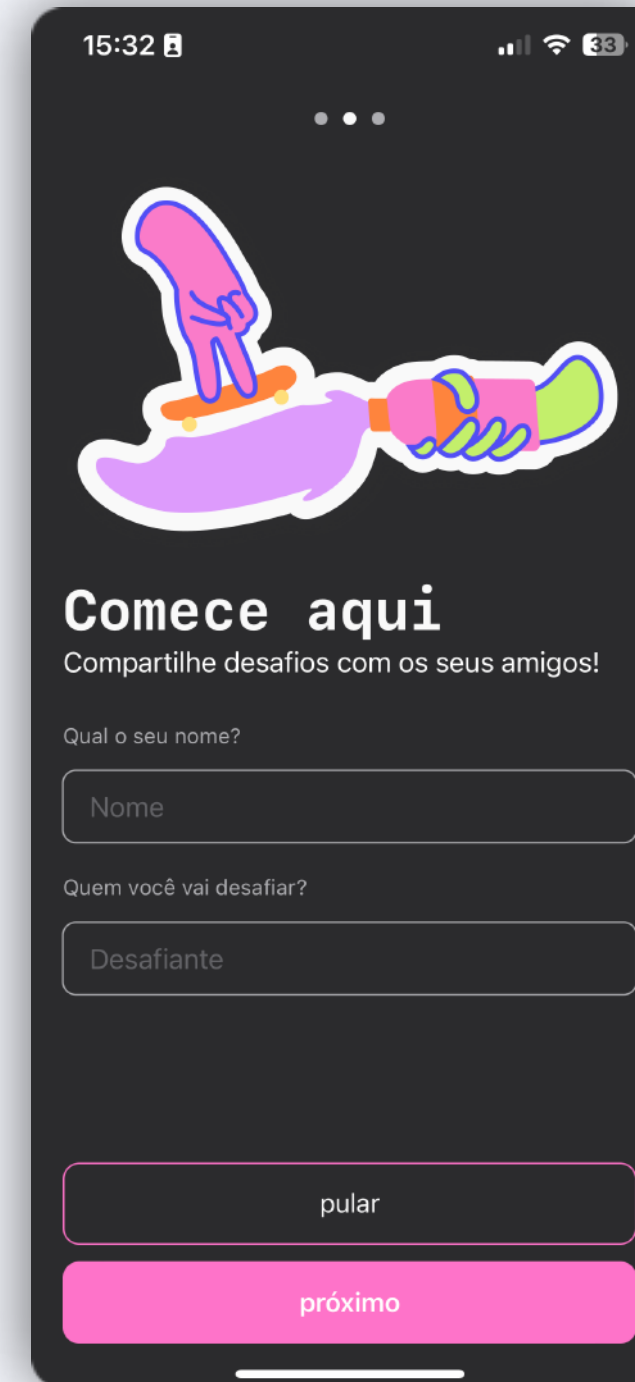 15:32
33
Comece aqui
Compartilhe desafios com os seus amigos!
Qual o seu nome?
Nome
Quem você vai desafiar?
Desafiante
pular
próximo